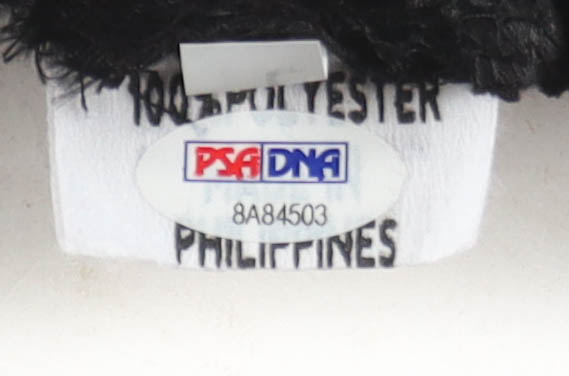 100% POLYESTER
PSA DNA
8A84503
PHILIPPINES